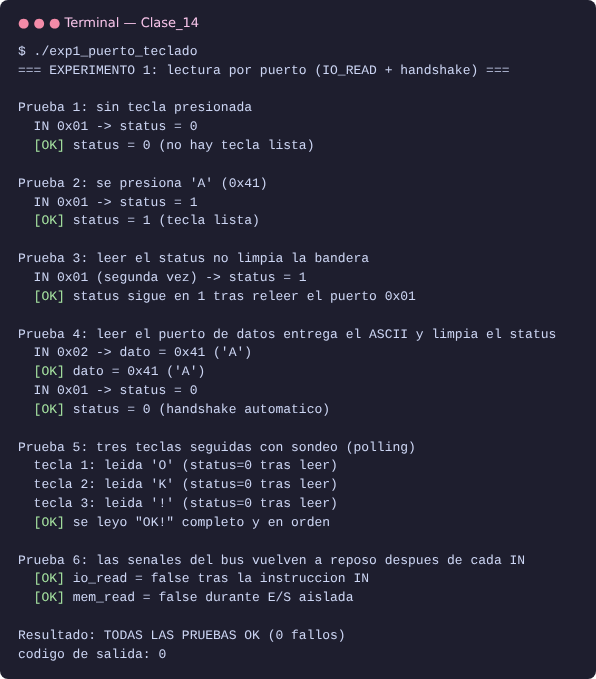 Terminal — Clase_14
$ ./exp1_puerto_teclado
=== EXPERIMENTO 1: lectura por puerto (IO_READ + handshake) ===
Prueba 1: sin tecla presionada
IN 0x01 -> status = 0
[OK] status = 0 (no hay tecla lista)
Prueba 2: se presiona 'A' (0x41)
IN 0x01 -> status = 1
[OK] status = 1 (tecla lista)
Prueba 3: leer el status no limpia la bandera
IN 0x01 (segunda vez) -> status = 1
[OK] status sigue en 1 tras releer el puerto 0x01
Prueba 4: leer el puerto de datos entrega el ASCII y limpia el status
IN 0x02 -> dato = 0x41 ('A')
[OK] dato = 0x41 ('A')
IN 0x01 -> status = 0
[OK] status = 0 (handshake automatico)
Prueba 5: tres teclas seguidas con sondeo (polling)
tecla 1: leida 'O' (status=0 tras leer)
tecla 2: leida 'K' (status=0 tras leer)
tecla 3: leida '!' (status=0 tras leer)
[OK] se leyo "OK!" completo y en orden
Prueba 6: las senales del bus vuelven a reposo despues de cada IN
[OK] io_read = false tras la instruccion IN
[OK] mem_read = false durante E/S aislada
Resultado: TODAS LAS PRUEBAS OK (0 fallos)
codigo de salida: 0